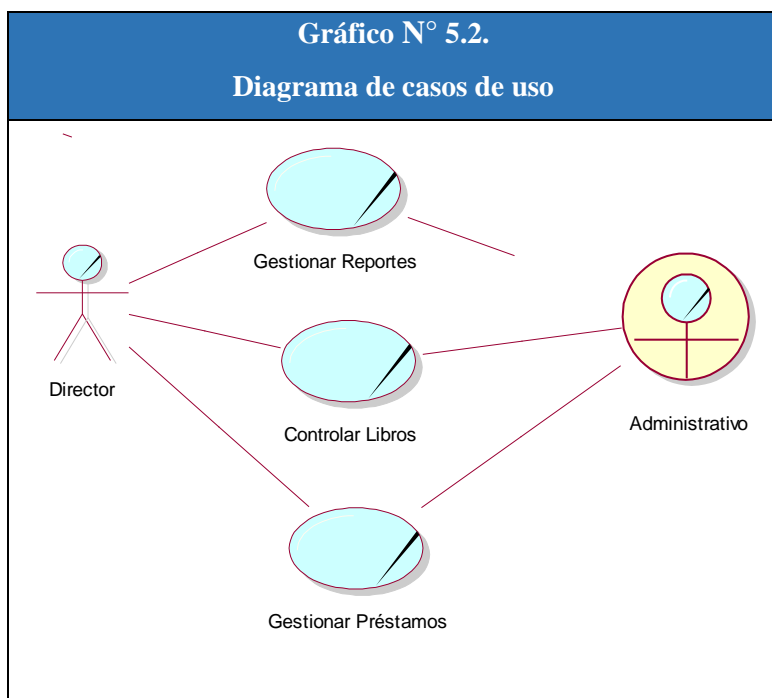 Gráfico N° 5.2.
Diagrama de casos de uso
Gestionar Reportes
Director
Controlar Libros
Administrativo
Gestionar Préstamos